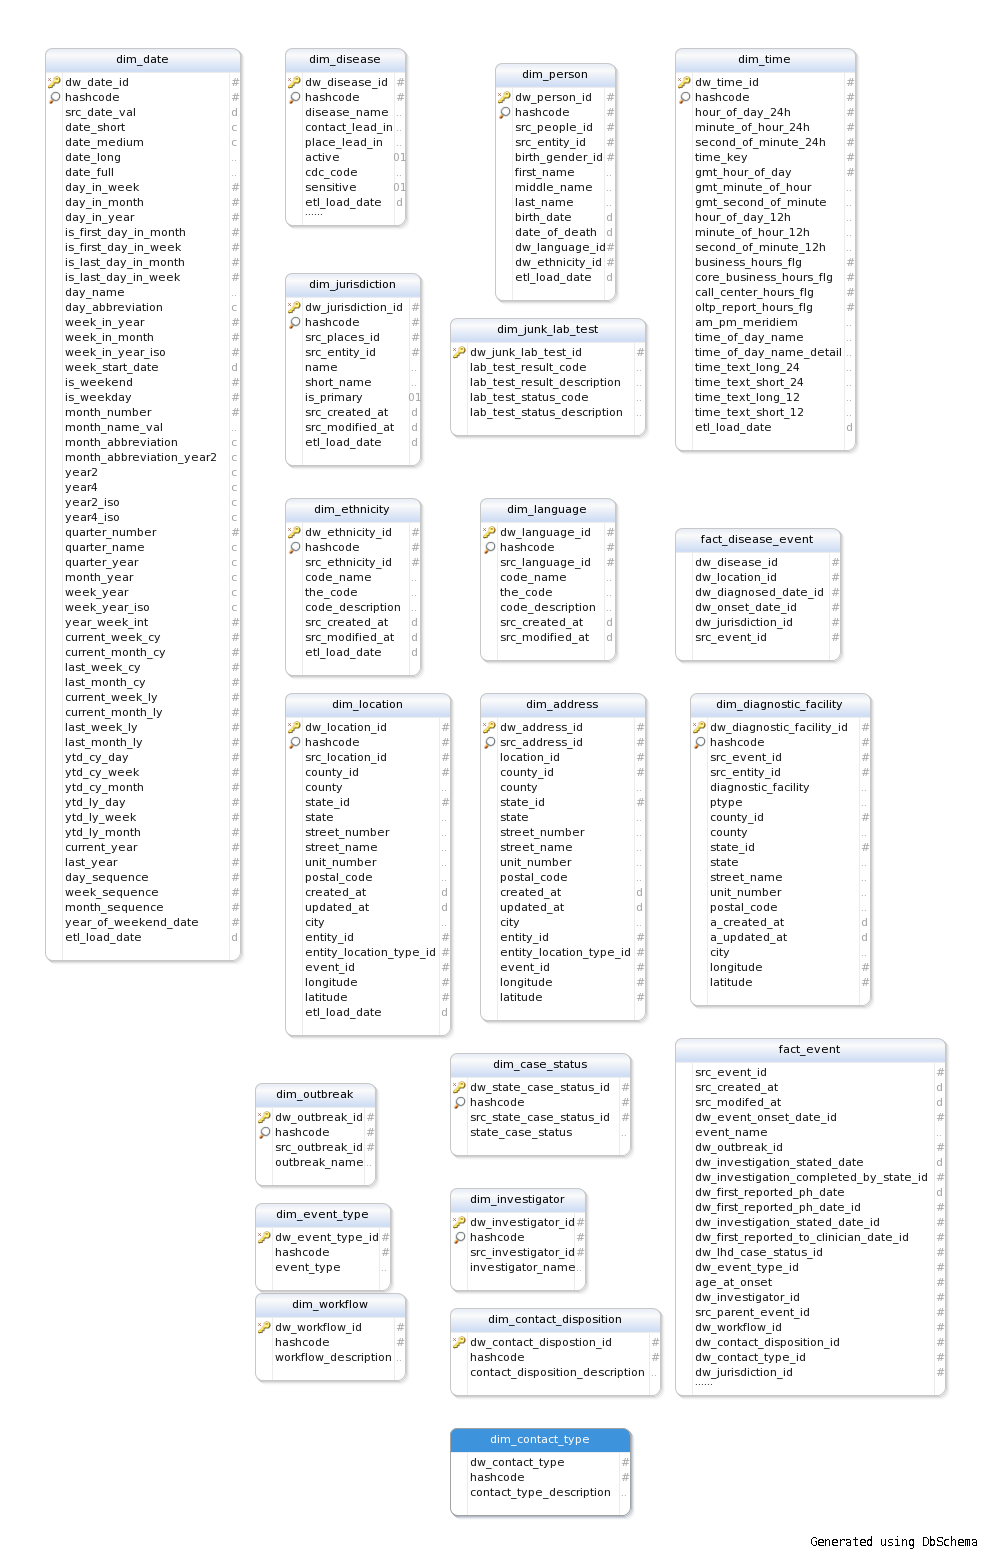 dim_date
dw_date_id #
hashcode #
src_date_val d
date_short c
date_medium c
date_long ..
date_full ..
day_in_week #
day_in_month #
day_in_year #
is_first_day_in_month #
is_first_day_in_week #
is_last_day_in_month #
is_last_day_in_week #
day_name ..
day_abbreviation c
week_in_year #
week_in_month #
week_in_year_iso #
week_start_date d
is_weekend #
is_weekday #
month_number #
month_name_val ..
month_abbreviation c
month_abbreviation_year2 c
year2 c
year4 c
year2_iso c
year4_iso c
quarter_number #
quarter_name c
quarter_year c
month_year c
week_year c
week_year_iso c
year_week_int #
current_week_cy #
current_month_cy #
last_week_cy #
last_month_cy #
current_week_ly #
current_month_ly #
last_week_ly #
last_month_ly #
ytd_cy_day #
ytd_cy_week #
ytd_cy_month #
ytd_ly_day #
ytd_ly_week #
ytd_ly_month #
current_year #
last_year #
day_sequence #
week_sequence #
month_sequence #
year_of_weekend_date #
etl_load_date d
dim_disease
dw_disease_id #
hashcode #
disease_name ..
contact_lead_in ..
place_lead_in ..
active 01
cdc_code ..
sensitive 01
etl_load_date d
......
dim_person
dw_person_id #
hashcode #
src_people_id #
src_entity_id #
birth_gender_id #
first_name ..
middle_name ..
last_name ..
birth_date d
date_of_death d
dw_language_id #
dw_ethnicity_id #
etl_load_date d
dim_time
dw_time_id #
hashcode #
hour_of_day_24h #
minute_of_hour_24h #
second_of_minute_24h #
time_key #
gmt_hour_of_day #
gmt_minute_of_hour ..
gmt_second_of_minute ..
hour_of_day_12h ..
minute_of_hour_12h ..
second_of_minute_12h ..
business_hours_flg #
core_business_hours_flg #
call_center_hours_flg #
oltp_report_hours_flg #
am_pm_meridiem ..
time_of_day_name ..
time_of_day_name_detail ..
time_text_long_24 ..
time_text_short_24 ..
time_text_long_12 ..
time_text_short_12 ..
etl_load_date d
dim_jurisdiction
dw_jurisdiction_id #
hashcode #
src_places_id #
src_entity_id #
name ..
short_name ..
is_primary 01
src_created_at d
src_modified_at d
etl_load_date d
dim_junk_lab_test
dw_junk_lab_test_id #
lab_test_result_code ..
lab_test_result_description ..
lab_test_status_code ..
lab_test_status_description ..
dim_ethnicity
dw_ethnicity_id #
hashcode #
src_ethnicity_id #
code_name ..
the_code ..
code_description ..
src_created_at d
src_modified_at d
etl_load_date d
dim_language
dw_language_id #
hashcode #
src_language_id #
code_name ..
the_code ..
code_description ..
src_created_at d
src_modified_at d
fact_disease_event
dw_disease_id #
dw_location_id #
dw_diagnosed_date_id #
dw_onset_date_id #
dw_jurisdiction_id #
src_event_id #
dim_location
dw_location_id #
hashcode #
src_location_id #
county_id #
county ..
state_id #
state ..
street_number ..
street_name ..
unit_number ..
postal_code ..
created_at d
updated_at d
city ..
entity_id #
entity_location_type_id #
event_id #
longitude #
latitude #
etl_load_date d
dim_address
dw_address_id #
src_address_id #
location_id #
county_id #
county ..
state_id #
state ..
street_number ..
street_name ..
unit_number ..
postal_code ..
created_at d
updated_at d
city ..
entity_id #
entity_location_type_id #
event_id #
longitude #
latitude #
dim_diagnostic_facility
dw_diagnostic_facility_id #
hashcode #
src_event_id #
src_entity_id #
diagnostic_facility ..
ptype ..
county_id #
county ..
state_id #
state ..
street_name ..
unit_number ..
postal_code ..
a_created_at d
a_updated_at d
city ..
longitude #
latitude #
dim_outbreak
dw_outbreak_id #
hashcode #
src_outbreak_id #
outbreak_name ..
dim_case_status
dw_state_case_status_id #
hashcode #
src_state_case_status_id #
state_case_status ..
fact_event
src_event_id #
src_created_at d
src_modifed_at d
dw_event_onset_date_id #
event_name ..
dw_outbreak_id #
dw_investigation_stated_date d
dw_investigation_completed_by_state_id #
dw_first_reported_ph_date d
dw_first_reported_ph_date_id #
dw_investigation_stated_date_id #
dw_first_reported_to_clinician_date_id #
dw_lhd_case_status_id #
dw_event_type_id #
age_at_onset #
dw_investigator_id #
src_parent_event_id #
dw_workflow_id #
dw_contact_disposition_id #
dw_contact_type_id #
dw_jurisdiction_id #
......
dim_event_type
dw_event_type_id #
hashcode #
event_type ..
dim_investigator
dw_investigator_id #
hashcode #
src_investigator_id #
investigator_name ..
dim_workflow
dw_workflow_id #
hashcode #
workflow_description ..
dim_contact_disposition
dw_contact_dispostion_id #
hashcode #
contact_disposition_description ..
dim_contact_type
dw_contact_type #
hashcode #
contact_type_description ..
Generated using DbSchema